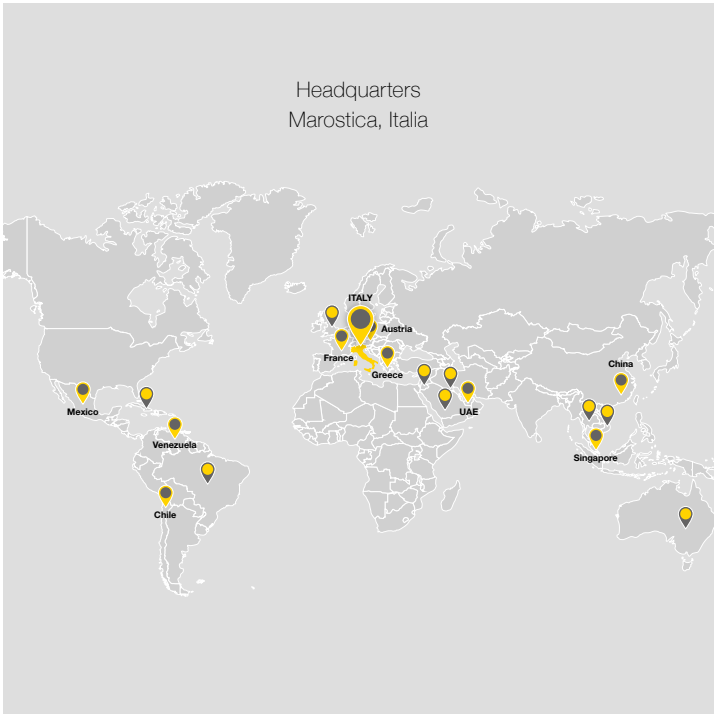 Headquarters
Marostica, Italia
ITALY
Austria
France
Greece
China
Mexico
UAE
Venezuela
Singapore
Chile